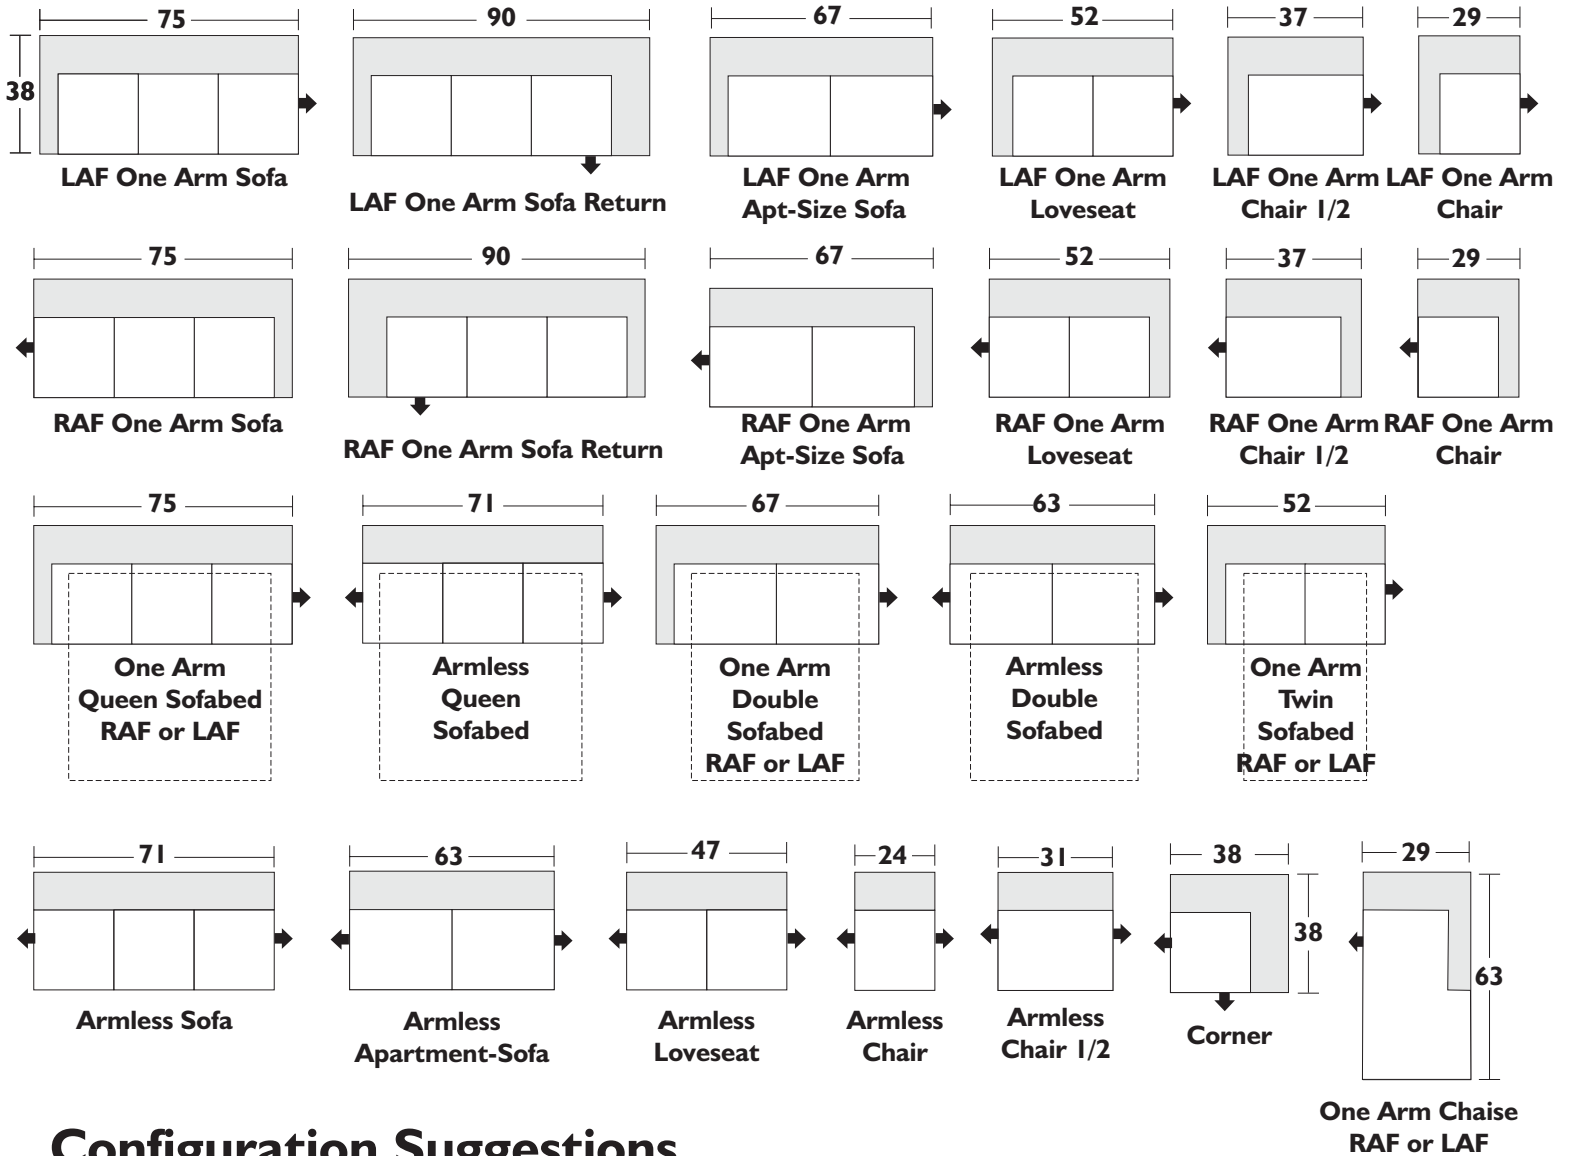 75 90 67 52 37 29
38
LAF One Arm Sofa
LAF One Arm Sofa Return
LAF One Arm
Apt-Size Sofa
LAF One Arm
Loveseat
LAF One Arm
Chair 1/2
LAF One Arm
Chair
75 90 67 52 37 29
RAF One Arm Sofa
RAF One Arm Sofa Return
RAF One Arm
Apt-Size Sofa
RAF One Arm
Loveseat
RAF One Arm
Chair 1/2
RAF One Arm
Chair
75 71 67 63 52
One Arm
Queen Sofabed
RAF or LAF
Armless
Queen
Sofabed
One Arm
Double
Sofabed
RAF or LAF
Armless
Double
Sofabed
One Arm
Twin
Sofabed
RAF or LAF
71 63 47 24 31 38 29
38
63
Armless Sofa
Armless
Apartment-Sofa
Armless
Loveseat
Armless
Chair
Armless
Chair 1/2
Corner
One Arm Chaise
RAF or LAF
Configuration Suggestions